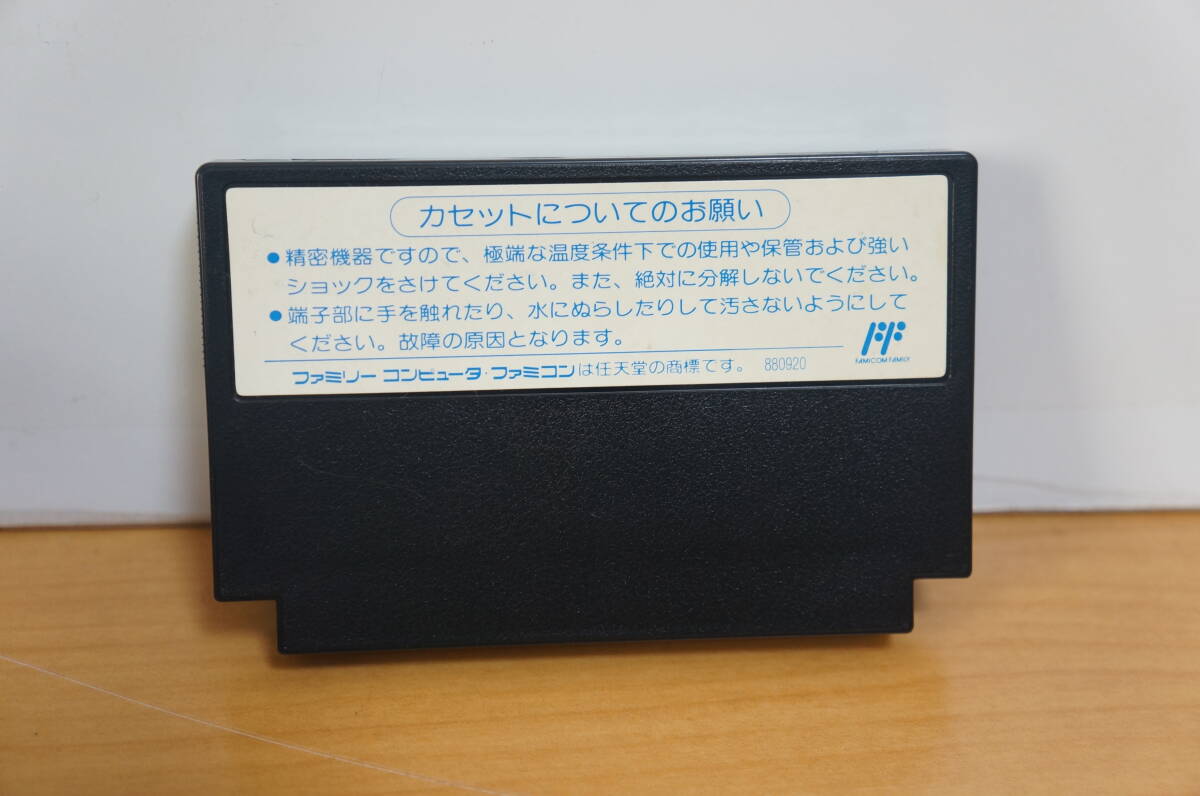 カセットについてのお願い
●精密機器ですので、極端な温度条件下での使用や保管および強い
ショックをさけてください。また、絶対に分解しないでください。
●端子部に手を触れたり、水にぬらしたりして汚さないようにして
ください。故障の原因となります。
FAMICOM FAMILY
ファミリー コンピュータ・ファミコンは任天堂の商標です。 880920